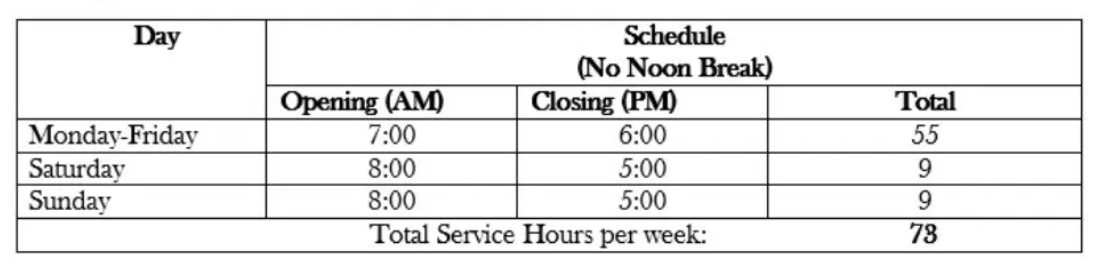 Day Schedule
(No Noon Break)
Opening (AM) Closing (PM) Total
Monday-Friday 7:00 6:00 55
Saturday 8:00 5:00 9
Sunday 8:00 5:00 9
Total Service Hours per week: 73